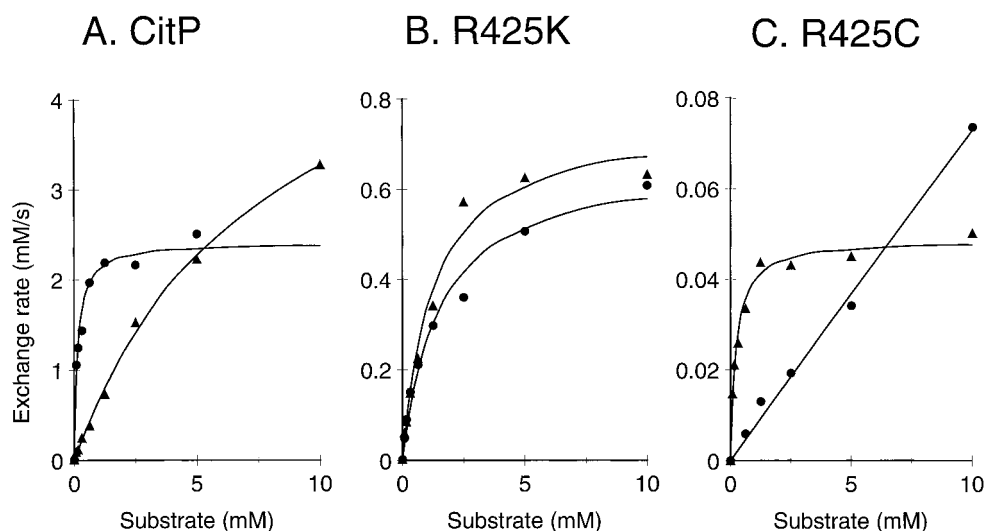 A. CitP
B. R425K
C. R425C
Exchange rate (mM/s)
4
3
2
1
0
0 5 10
Substrate (mM)
0.8
0.6
0.4
0.2
0
0 5 10
Substrate (mM)
0.08
0.06
0.04
0.02
0
0 5 10
Substrate (mM)